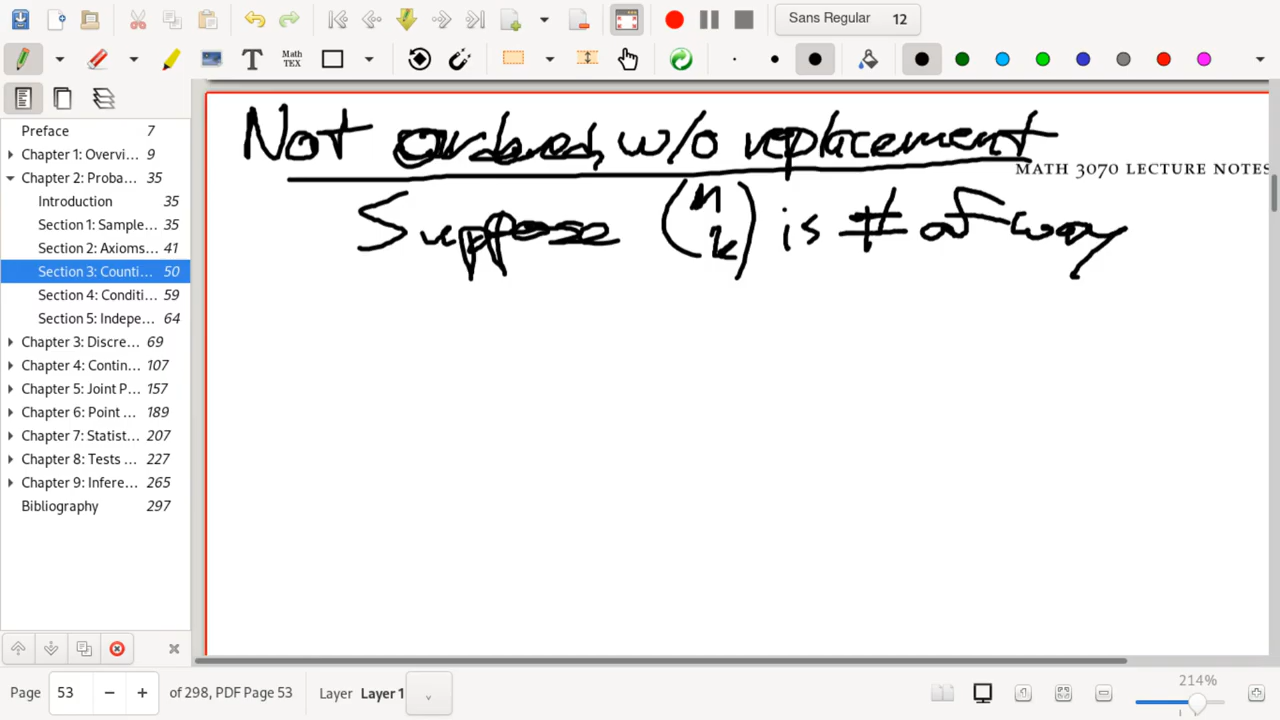 Sans Regular 12
Math
TEX
Preface 7
Chapter 1: Overvi... 9
Chapter 2: Proba... 35
Introduction 35
Section 1: Sample... 35
Section 2: Axioms... 41
Section 3: Counti... 50
Section 4: Conditi... 59
Section 5: Indepe... 64
Chapter 3: Discre... 69
Chapter 4: Contin... 107
Chapter 5: Joint P... 157
Chapter 6: Point ... 189
Chapter 7: Statist... 207
Chapter 8: Tests ... 227
Chapter 9: Infere... 265
Bibliography 297
Not ordered, w/o replacement
MATH 3070 LECTURE NOTES
Suppose (n k) is # of way
Page 53 of 298, PDF Page 53 Layer Layer 1 214%